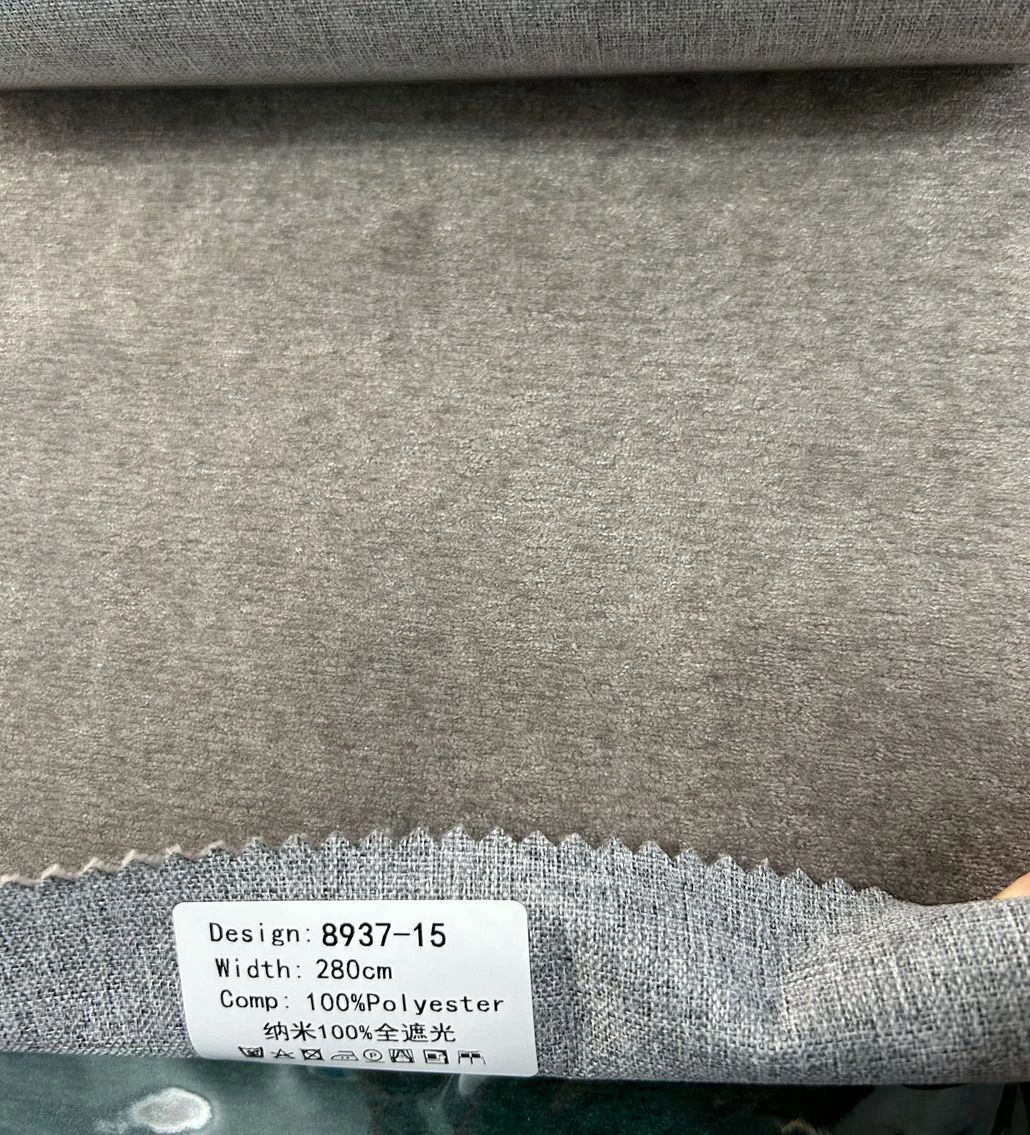 Design: 8937-15
Width: 280cm
Comp: 100%Polyester
纳米100%全遮光